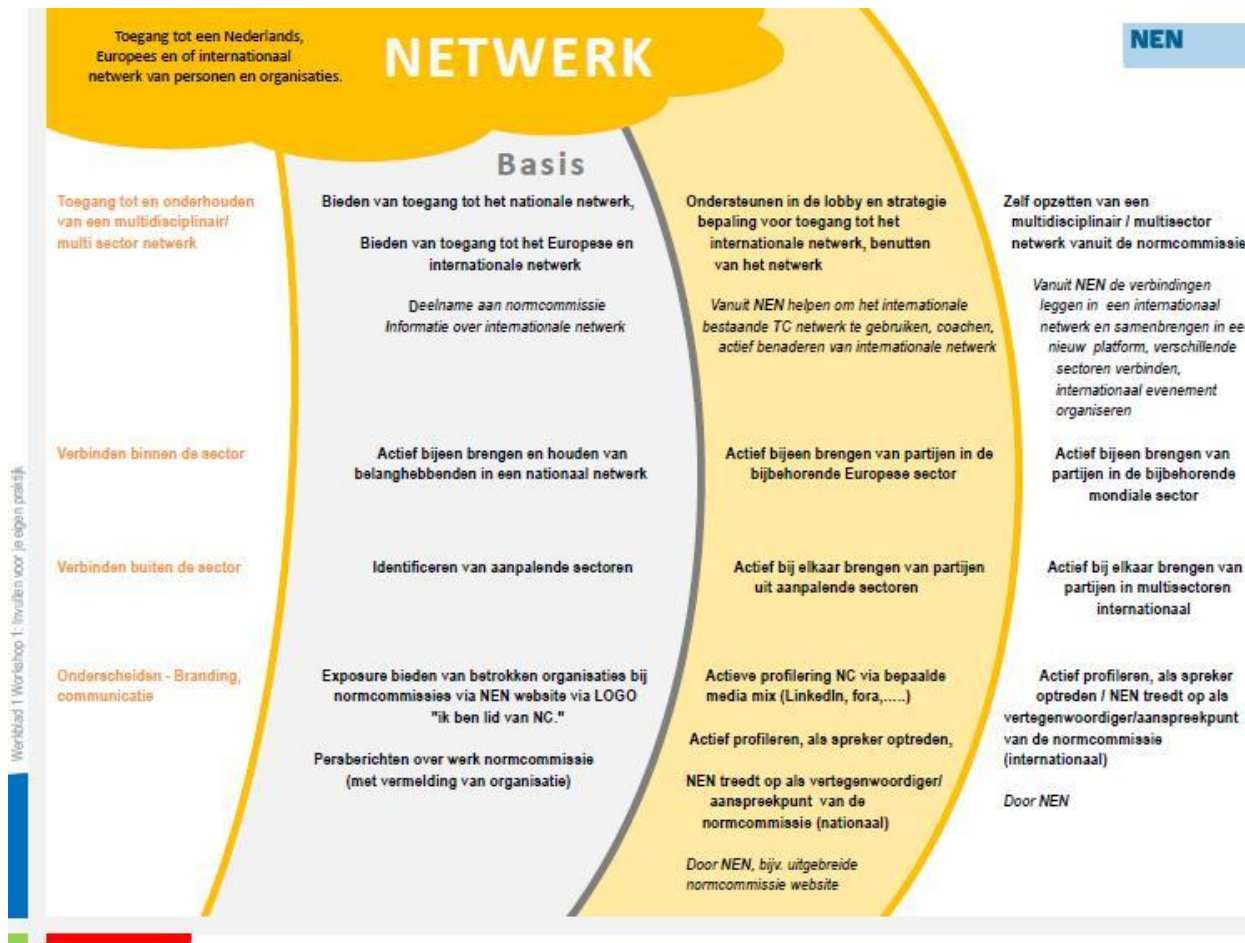 Toegang tot een Nederlands,
Europees en of internationaal
netwerk van personen en organisaties.
NETWERK
NEN
Basis
Toegang tot en onderhouden
van een multidisciplinair/
multi sector netwerk
Bieden van toegang tot het nationale netwerk,
Bieden van toegang tot het Europese en
internationale netwerk
Deelname aan normcommissie
Informatie over internationale netwerk
Ondersteunen in de lobby en strategie
bepaling voor toegang tot het
internationale netwerk, benutten
van het netwerk
Vanuit NEN helpen om het internationale
bestaande TC netwerk te gebruiken, coachen,
actief benaderen van internationale netwerk
Zelf opzetten van een
multidisciplinair / multisector
netwerk vanuit de normcommissie
Vanuit NEN de verbindingen
leggen in een internationaal
netwerk en samenbrengen in ee
nieuw platform, verschillende
sectoren verbinden,
internationaal evenement
organiseren
Verbinden binnen de sector
Actief bijeen brengen en houden van
belanghebbenden in een nationaal netwerk
Actief bijeen brengen van partijen in de
bijbehorende Europese sector
Actief bijeen brengen van
partijen in de bijbehorende
mondiale sector
Verbinden buiten de sector
Identificeren van aanpalende sectoren
Actief bij elkaar brengen van partijen
uit aanpalende sectoren
Actief bij elkaar brengen van
partijen in multisectoren
internationaal
Onderscheiden - Branding,
communicatie
Exposure bieden van betrokken organisaties bij
normcommissies via NEN website via LOGO
"ik ben lid van NC."
Persberichten over werk normcommissie
(met vermelding van organisatie)
Actieve profilering NC via bepaalde
media mix (LinkedIn, fora,.....)
Actief profileren, als spreker optreden,
NEN treedt op als vertegenwoordiger/
aanspreekpunt van de
normcommissie (nationaal)
Door NEN, bijv. uitgebreide
normcommissie website
Actief profileren, als spreker
optreden / NEN treedt op als
vertegenwoordiger/aanspreekpunt
van de normcommissie
(internationaal)
Door NEN
Werkblad 1 Workshop 1: Invullen voor je eigen praktijk